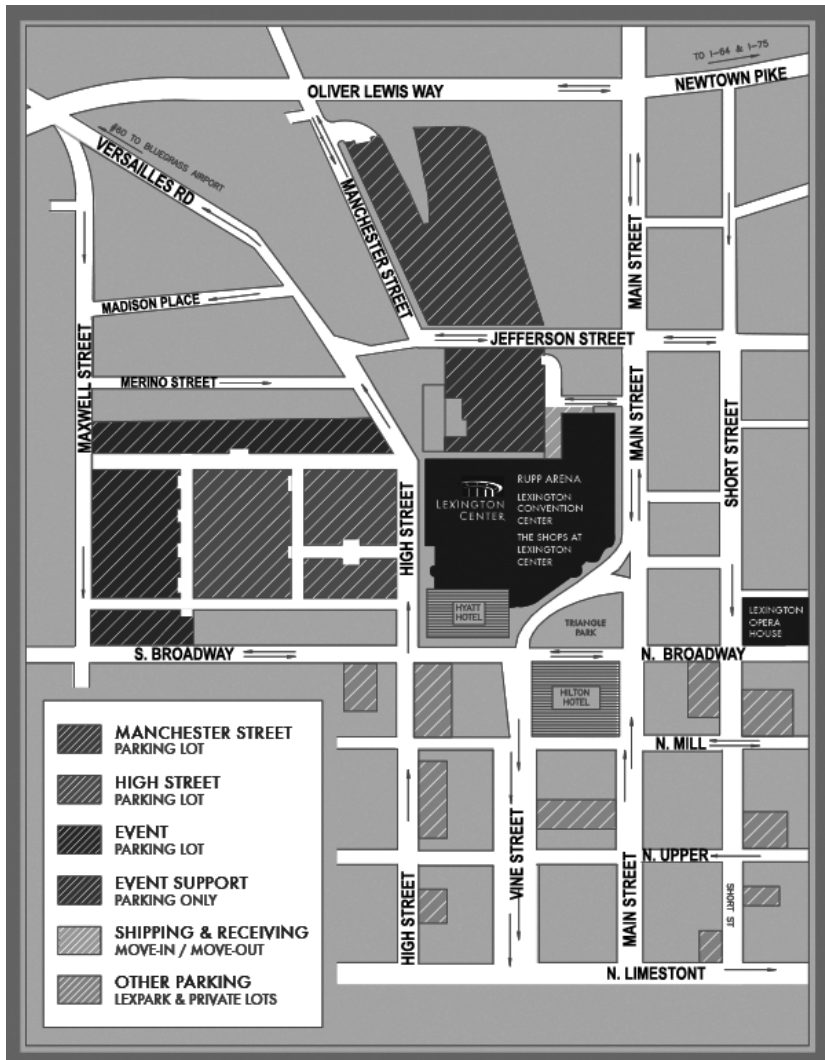 TO I-64 & I-75
NEWTOWN PIKE
OLIVER LEWIS WAY
#60 TO BLUEGRASS AIRPORT
VERSAILLES RD
MANCHESTER STREET
MAIN STREET
MADISON PLACE
JEFFERSON STREET
MAXWELL STREET
MERINO STREET
MAIN STREET
SHORT STREET
HIGH STREET
LEXINGTON
CENTER
RUPP ARENA
LEXINGTON
CONVENTION
CENTER
THE SHOPS AT
LEXINGTON
CENTER
HYATT
HOTEL
TRIANGLE
PARK
LEXINGTON
OPERA
HOUSE
S. BROADWAY
N. BROADWAY
HILTON
HOTEL
N. MILL
MANCHESTER STREET
PARKING LOT
HIGH STREET
PARKING LOT
EVENT
PARKING LOT
EVENT SUPPORT
PARKING ONLY
SHIPPING & RECEIVING
MOVE-IN / MOVE-OUT
OTHER PARKING
LEXPARK & PRIVATE LOTS
VINE STREET
N. UPPER
HIGH STREET
MAIN STREET
SHORT ST
N. LIMESTONT